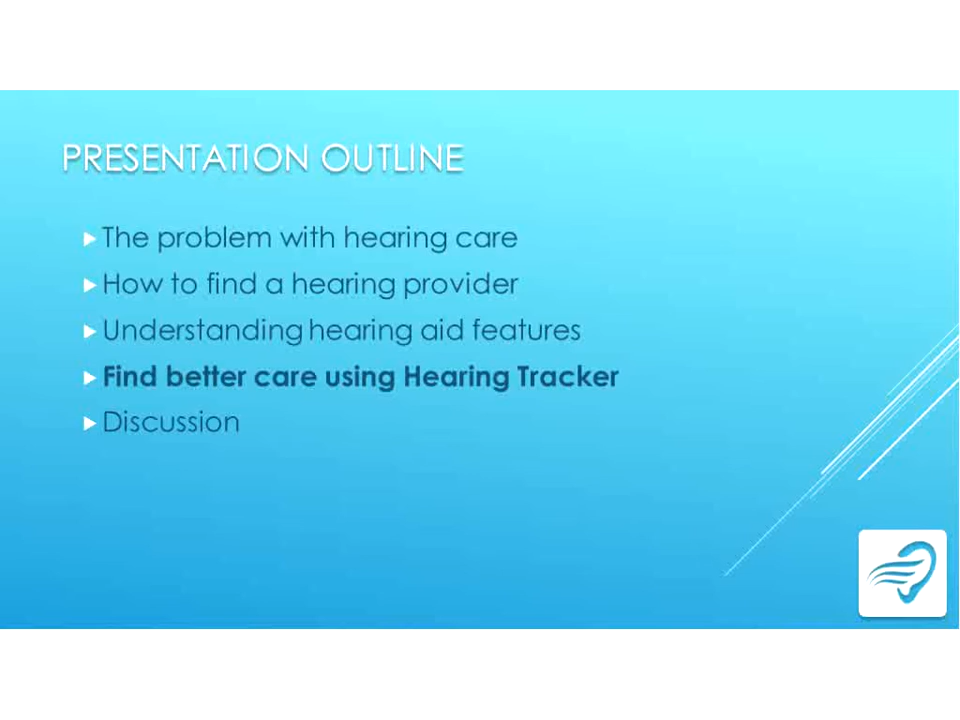 PRESENTATION OUTLINE
The problem with hearing care
How to find a hearing provider
Understanding hearing aid features
Find better care using Hearing Tracker
Discussion